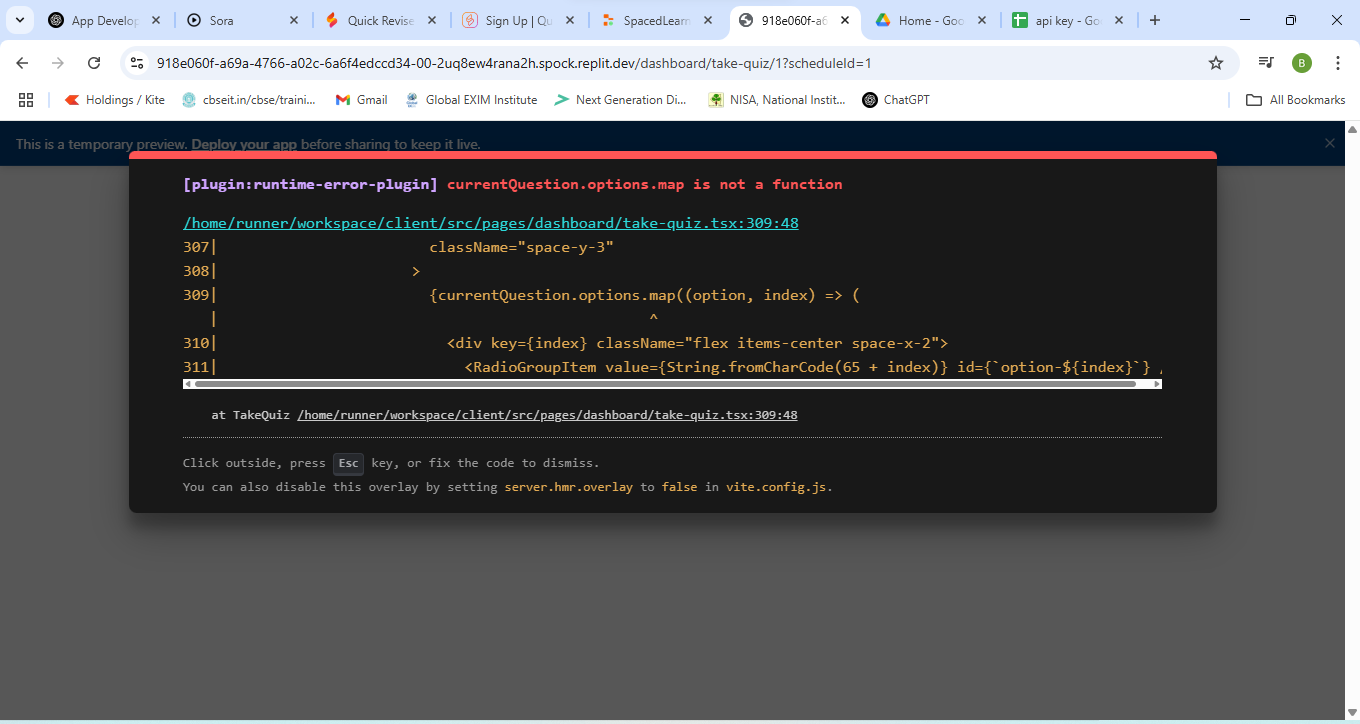 App Develop
Sora
Quick Revise
Sign Up | Qu
SpacedLearn
918e060f-a6
Home - Goo
api key - Go
918e060f-a69a-4766-a02c-6a6f4edccd34-00-2uq8ew4rana2h.spock.replit.dev/dashboard/take-quiz/1?scheduleId=1
B
Holdings / Kite
cbseit.in/cbse/traini...
Gmail
Global EXIM Institute
Next Generation Di...
NISA, National Instit...
ChatGPT
All Bookmarks
This is a temporary preview. Deploy your app before sharing to keep it live.
[plugin:runtime-error-plugin] currentQuestion.options.map is not a function
/home/runner/workspace/client/src/pages/dashboard/take-quiz.tsx:309:48
307| className="space-y-3"
308| >
309| {currentQuestion.options.map((option, index) => (
| ^
310| <div key={index} className="flex items-center space-x-2">
311| <RadioGroupItem value={String.fromCharCode(65 + index)} id={`option-${index}`} /
at TakeQuiz /home/runner/workspace/client/src/pages/dashboard/take-quiz.tsx:309:48
Click outside, press Esc key, or fix the code to dismiss.
You can also disable this overlay by setting server.hmr.overlay to false in vite.config.js.